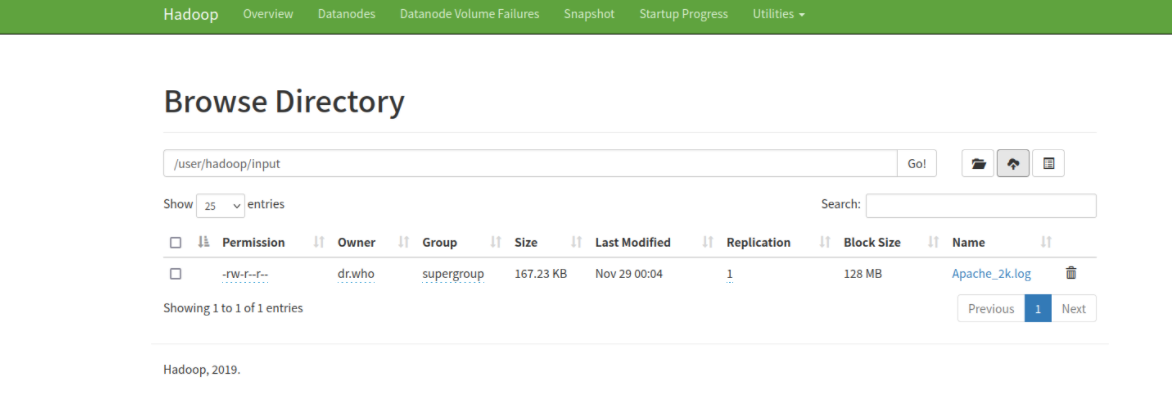 Hadoop Overview Datanodes Datanode Volume Failures Snapshot Startup Progress Utilities
Browse Directory
/user/hadoop/input Go!
Show 25 entries Search:
Permission Owner Group Size Last Modified Replication Block Size Name
-rw-r--r-- dr.who supergroup 167.23 KB Nov 29 00:04 1 128 MB Apache_2k.log
Showing 1 to 1 of 1 entries Previous 1 Next
Hadoop, 2019.